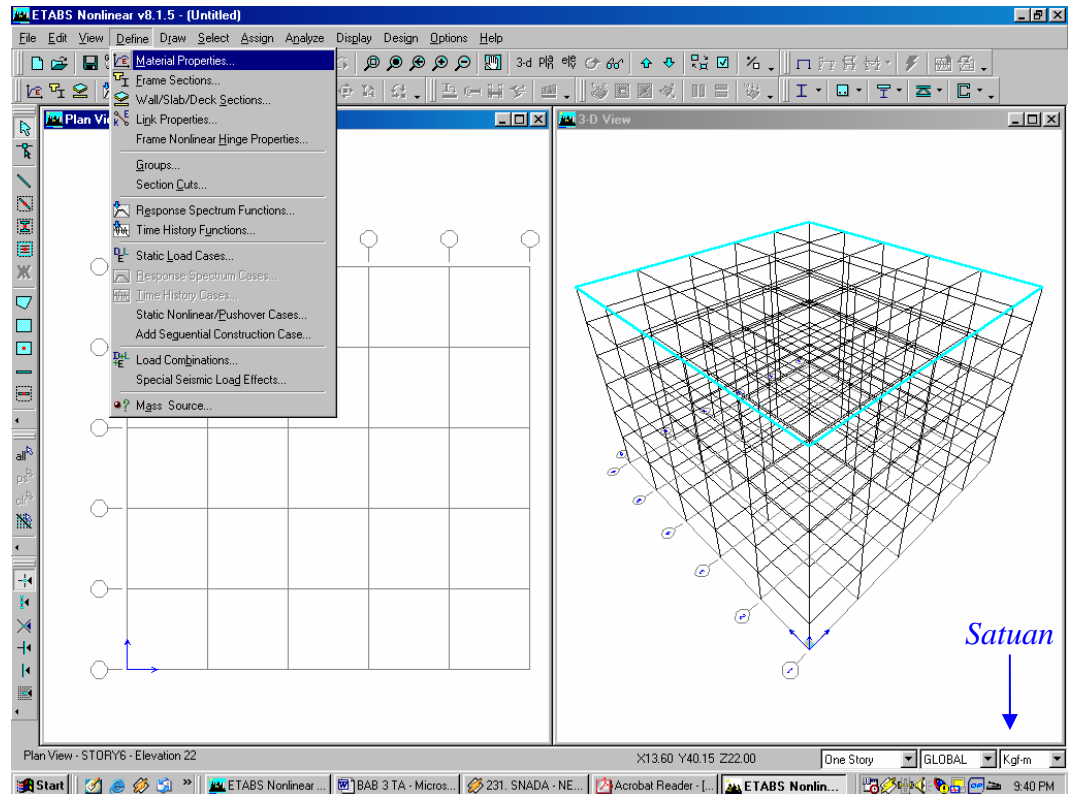 ETABS Nonlinear v8.1.5 - (Untitled)
File Edit View Define Draw Select Assign Analyze Display Design Options Help
3-d
Material Properties...
Frame Sections...
Wall/Slab/Deck Sections...
Link Properties...
Frame Nonlinear Hinge Properties...
Groups...
Section Cuts...
Response Spectrum Functions...
Time History Functions...
Static Load Cases...
Response Spectrum Cases...
Time History Cases...
Static Nonlinear/Pushover Cases...
Add Sequential Construction Case...
Load Combinations...
Special Seismic Load Effects...
Mass Source...
Plan Vi
3-D View
all
ps
clr
Satuan
Plan View - STORY6 - Elevation 22
X13.60 Y40.15 Z22.00
One Story
GLOBAL
Kgf-m
Start
ETABS Nonlinear ...
BAB 3 TA - Micros...
231. SNADA - NE...
Acrobat Reader - [...
ETABS Nonlin...
9:40 PM